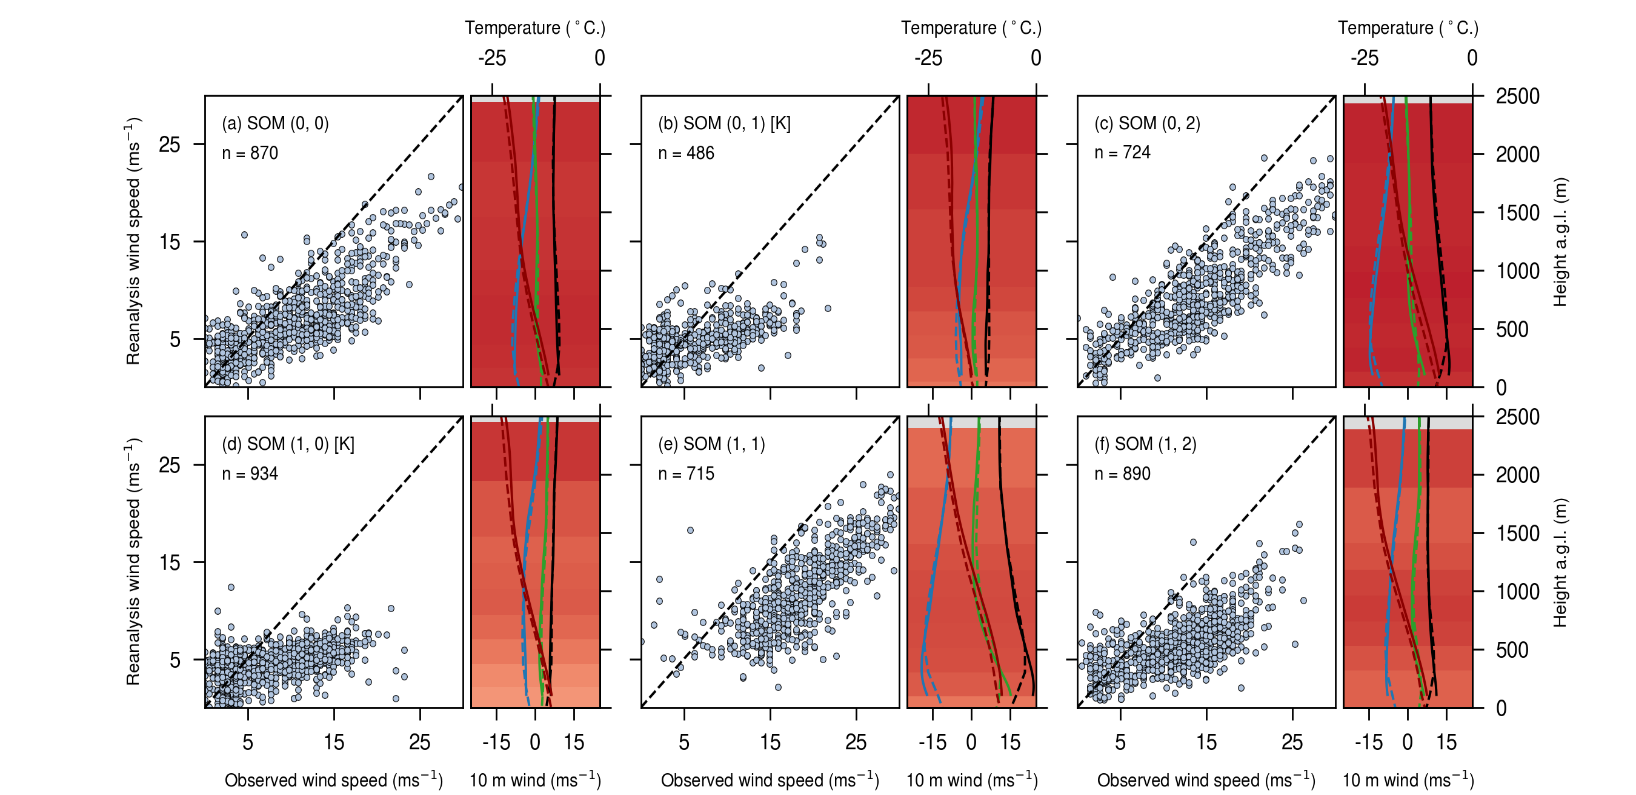 Temperature (°C.) Temperature (°C.) Temperature (°C.)
-25 0 -25 0 -25 0
(a) SOM (0, 0)
n = 870
(b) SOM (0, 1) [K]
n = 486
(c) SOM (0, 2)
n = 724
Reanalysis wind speed (ms⁻¹)
25
15
5
2500
2000
1500
1000
500
0
Height a.g.l. (m)
(d) SOM (1, 0) [K]
n = 934
(e) SOM (1, 1)
n = 715
(f) SOM (1, 2)
n = 890
Reanalysis wind speed (ms⁻¹)
25
15
5
2500
2000
1500
1000
500
0
Height a.g.l. (m)
5 15 25 -15 0 15 5 15 25 -15 0 15 5 15 25 -15 0 15
Observed wind speed (ms⁻¹) 10 m wind (ms⁻¹) Observed wind speed (ms⁻¹) 10 m wind (ms⁻¹) Observed wind speed (ms⁻¹) 10 m wind (ms⁻¹)